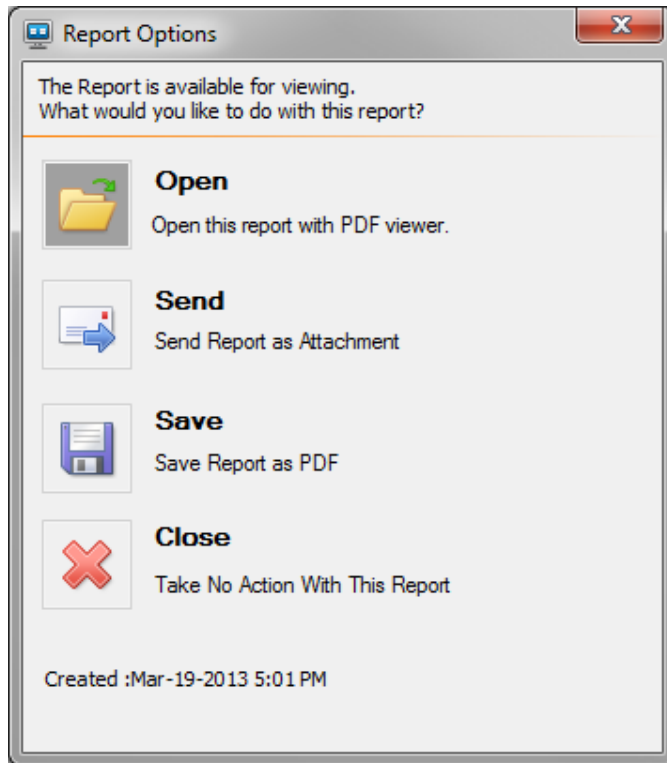 Report Options
The Report is available for viewing.
What would you like to do with this report?
Open
Open this report with PDF viewer.
Send
Send Report as Attachment
Save
Save Report as PDF
Close
Take No Action With This Report
Created :Mar-19-2013 5:01 PM